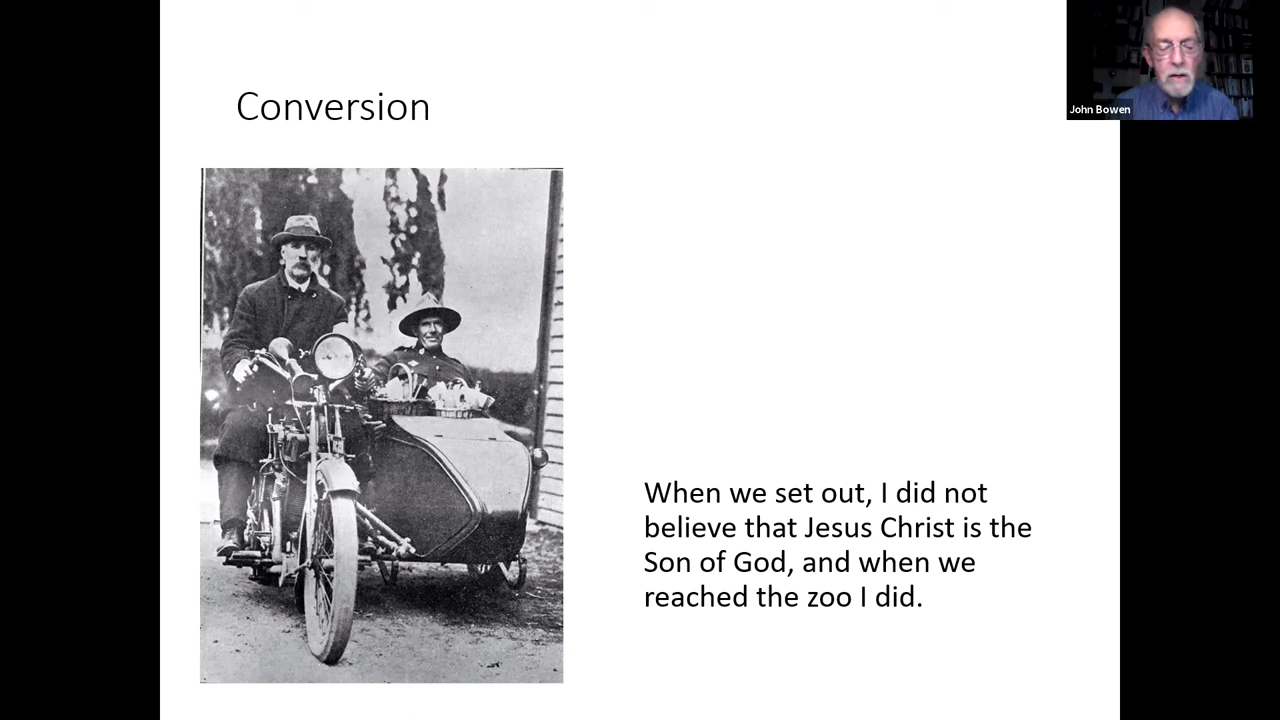 Conversion
John Bowen
When we set out, I did not
believe that Jesus Christ is the
Son of God, and when we
reached the zoo I did.